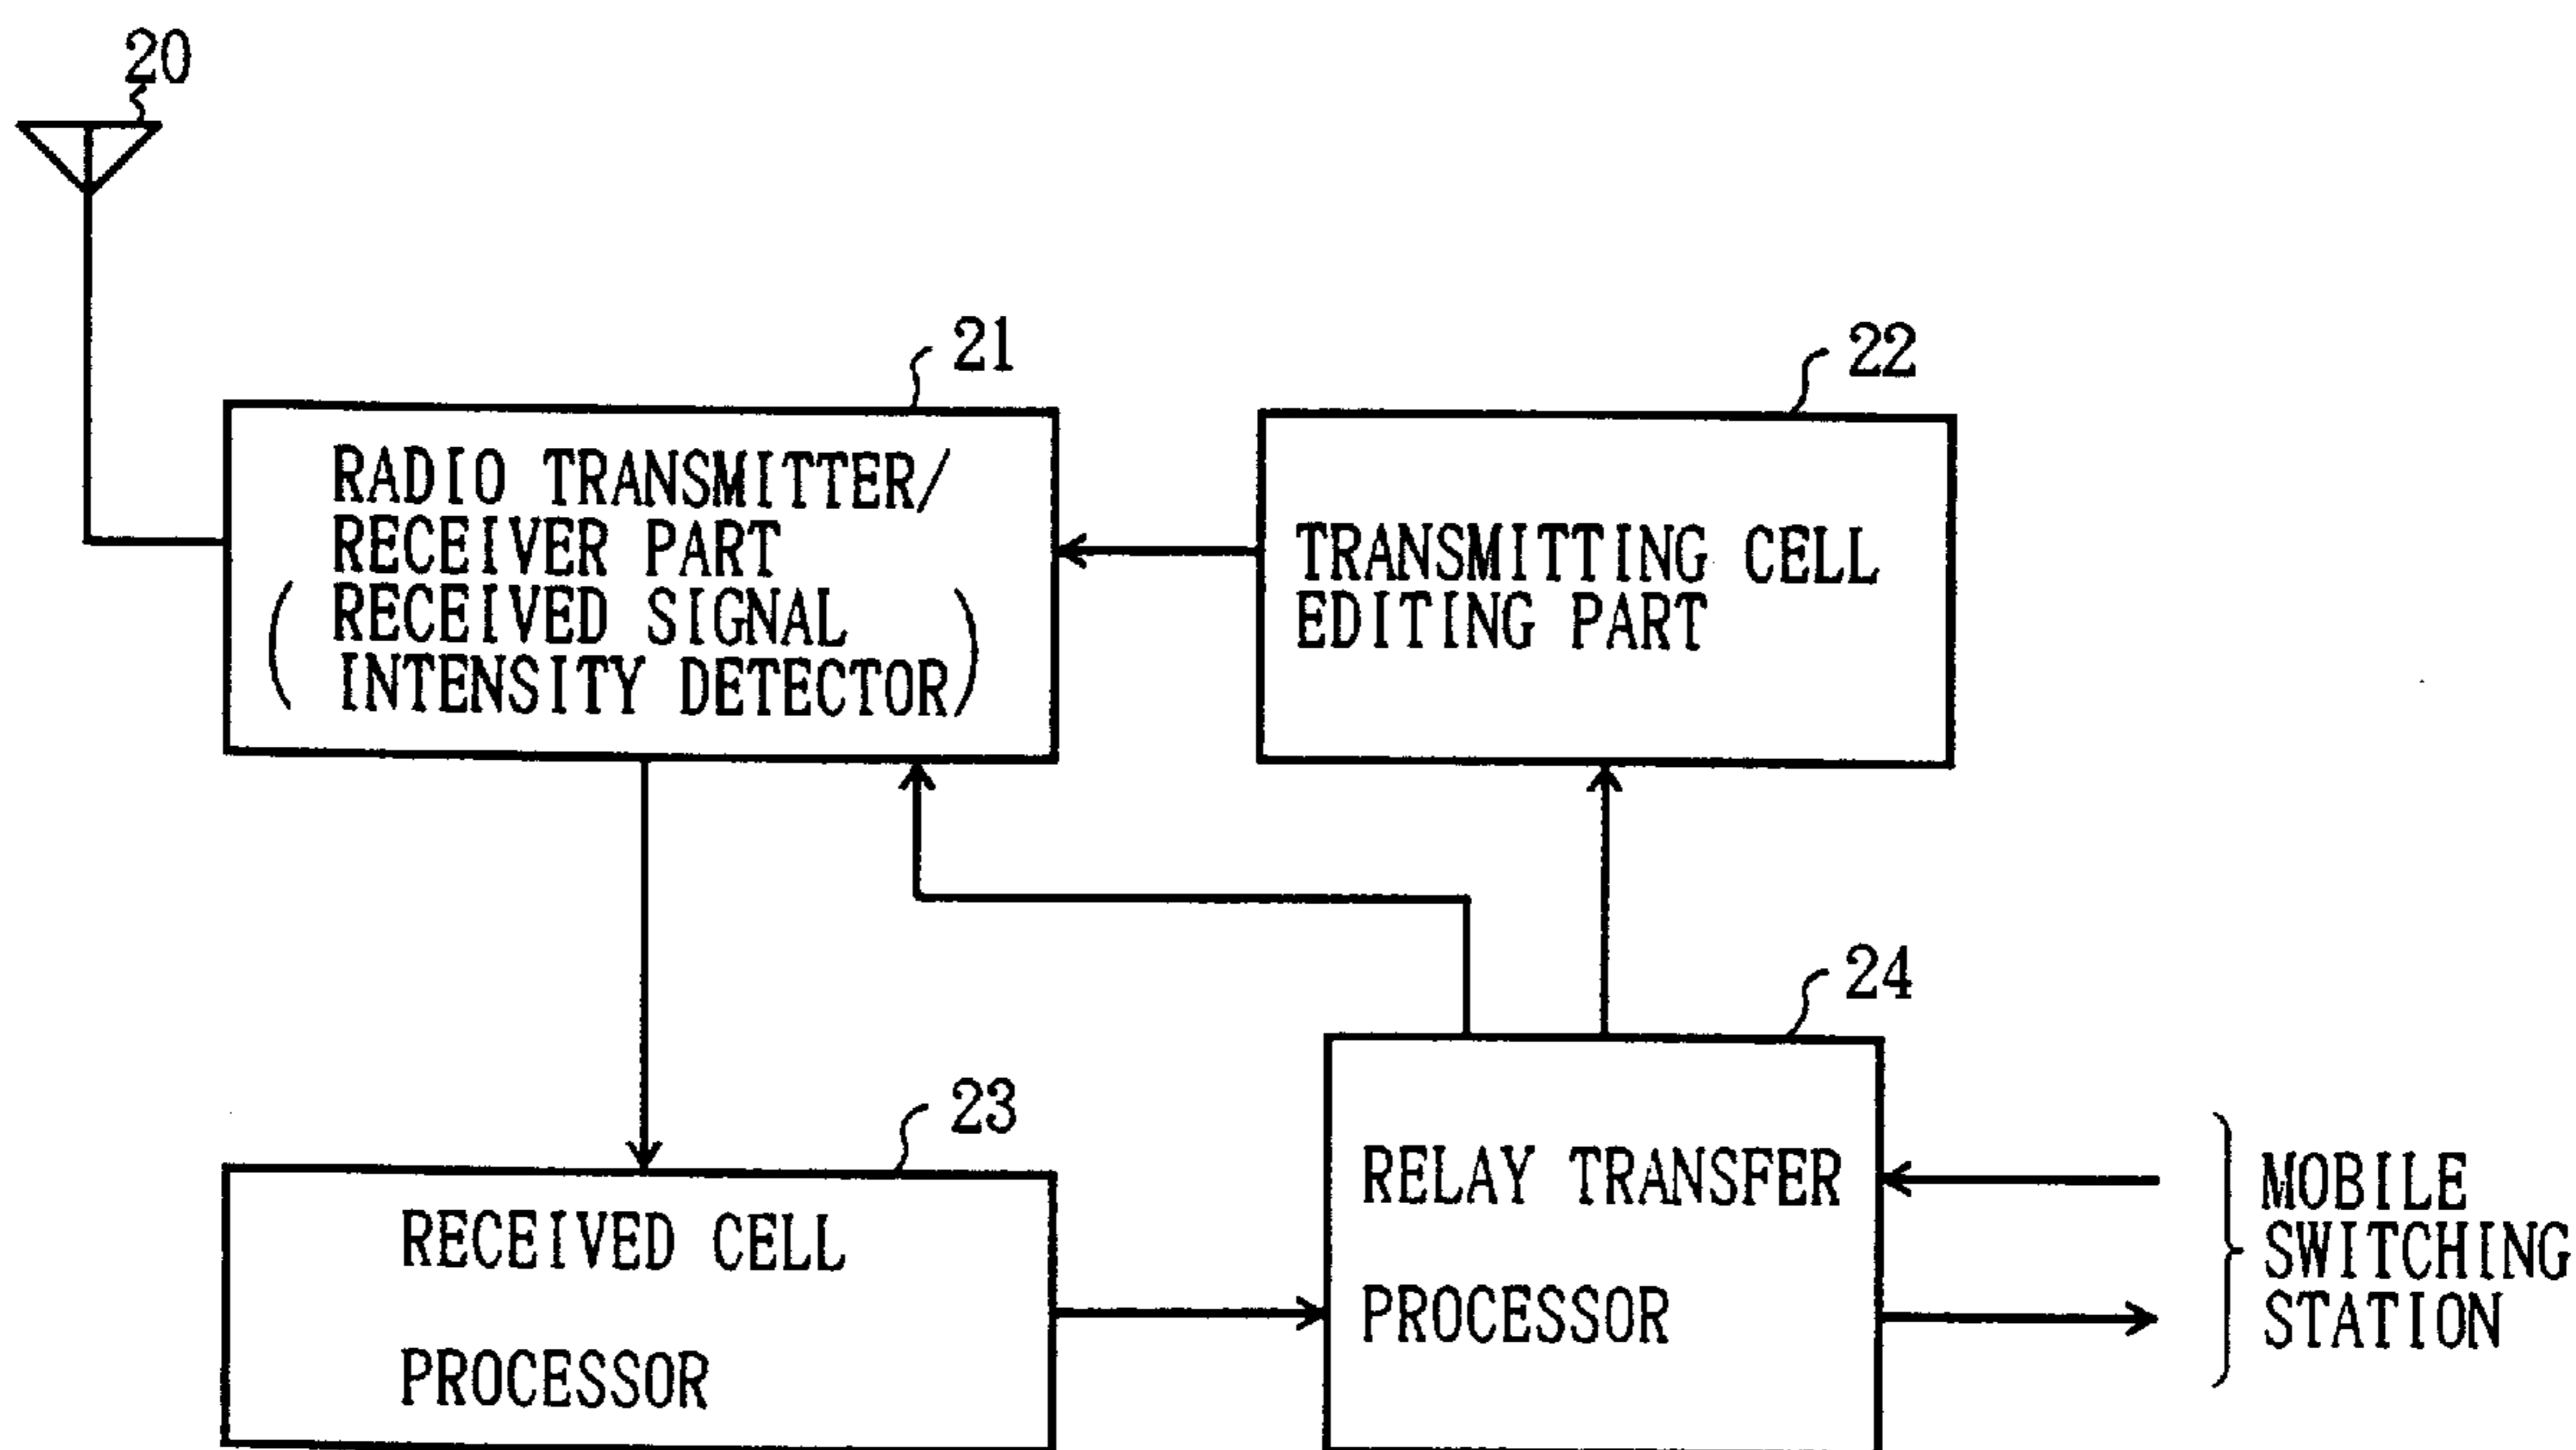 20
21
22
RADIO TRANSMITTER/
RECEIVER PART
(RECEIVED SIGNAL
INTENSITY DETECTOR)
TRANSMITTING CELL
EDITING PART
23
24
RECEIVED CELL
PROCESSOR
RELAY TRANSFER
PROCESSOR
MOBILE
SWITCHING
STATION